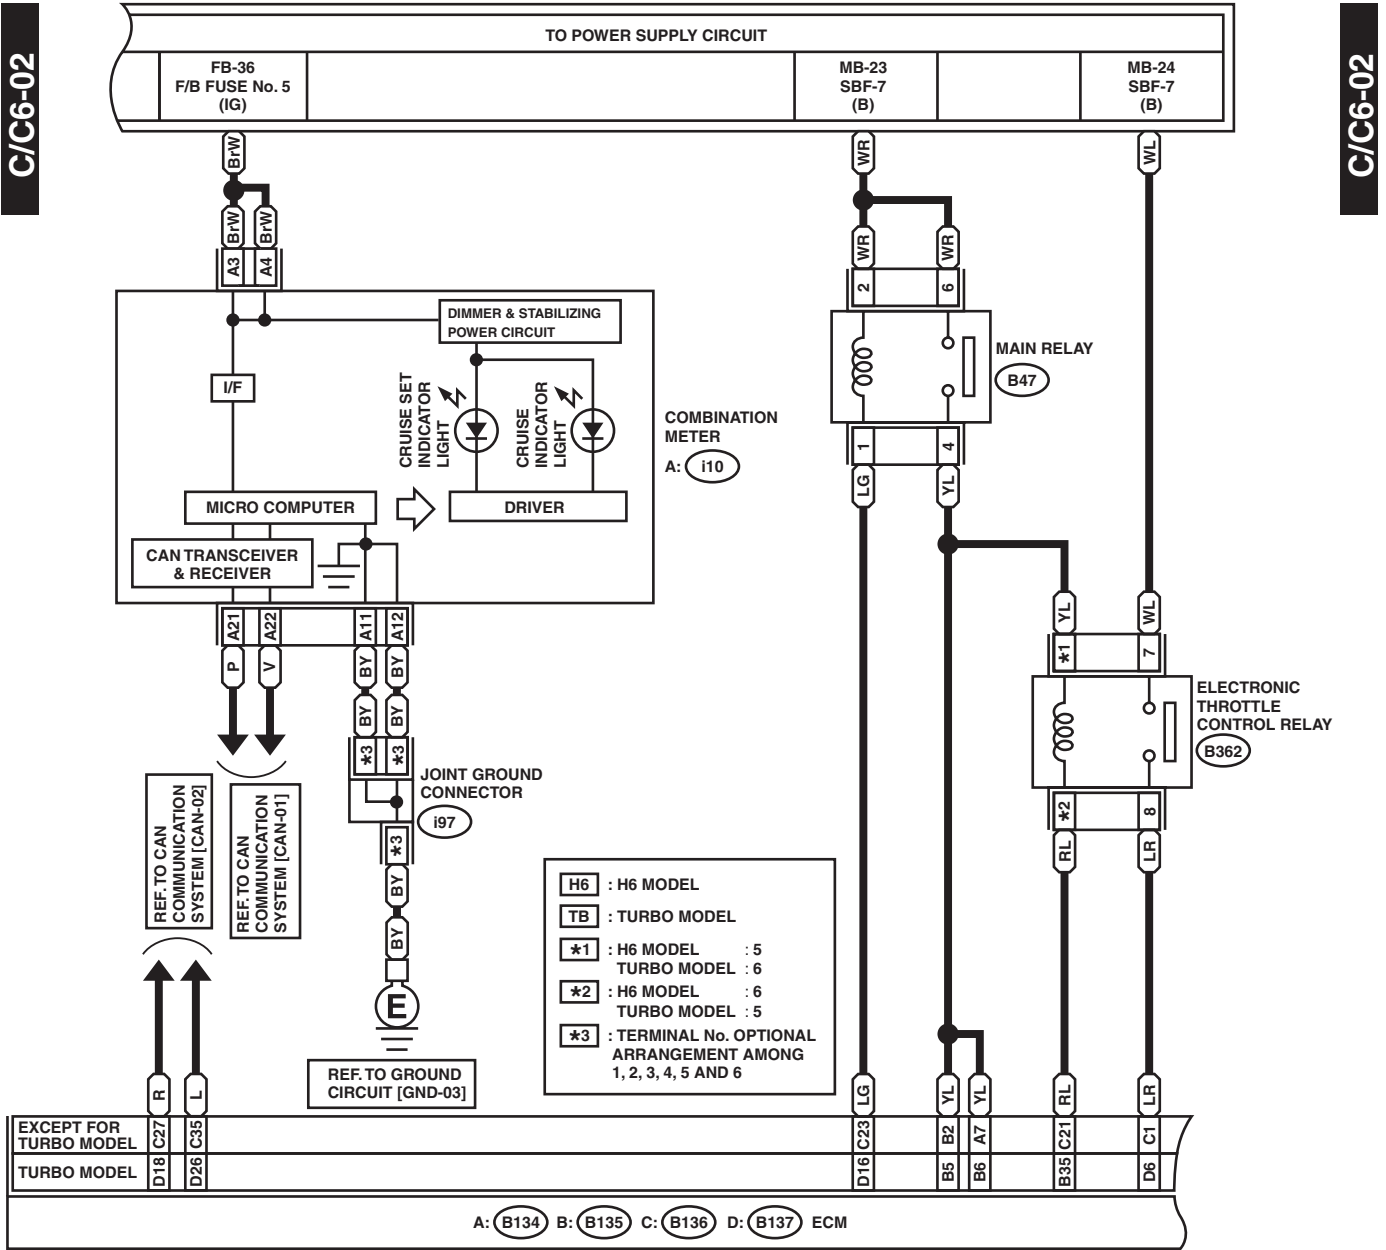 C/C6-02
C/C6-02
TO POWER SUPPLY CIRCUIT
FB-36
F/B FUSE No. 5
(IG)
MB-23
SBF-7
(B)
MB-24
SBF-7
(B)
BrW
WR
WL
BrW
BrW
WR
WR
A3
A4
2
6
DIMMER & STABILIZING
POWER CIRCUIT
I/F
CRUISE SET
INDICATOR
LIGHT
CRUISE
INDICATOR
LIGHT
MAIN RELAY
B47
COMBINATION
METER
A: i10
1
4
LG
YL
MICRO COMPUTER
DRIVER
CAN TRANSCEIVER
& RECEIVER
A21
A22
A11
A12
YL
WL
P
V
BY
BY
*1
7
BY
BY
ELECTRONIC
THROTTLE
CONTROL RELAY
B362
*3
*3
JOINT GROUND
CONNECTOR
i97
REF. TO CAN
COMMUNICATION
SYSTEM [CAN-02]
REF. TO CAN
COMMUNICATION
SYSTEM [CAN-01]
*3
*2
8
BY
RL
LR
BY
E
H6 : H6 MODEL
TB : TURBO MODEL
*1 : H6 MODEL : 5
TURBO MODEL : 6
*2 : H6 MODEL : 6
TURBO MODEL : 5
*3 : TERMINAL No. OPTIONAL
ARRANGEMENT AMONG
1, 2, 3, 4, 5 AND 6
REF. TO GROUND
CIRCUIT [GND-03]
R
L
LG
YL
YL
RL
LR
EXCEPT FOR
TURBO MODEL
C27
C35
C23
B2
A7
C21
C1
TURBO MODEL
D18
D26
D16
B5
B6
B35
D6
A: B134 B: B135 C: B136 D: B137 ECM